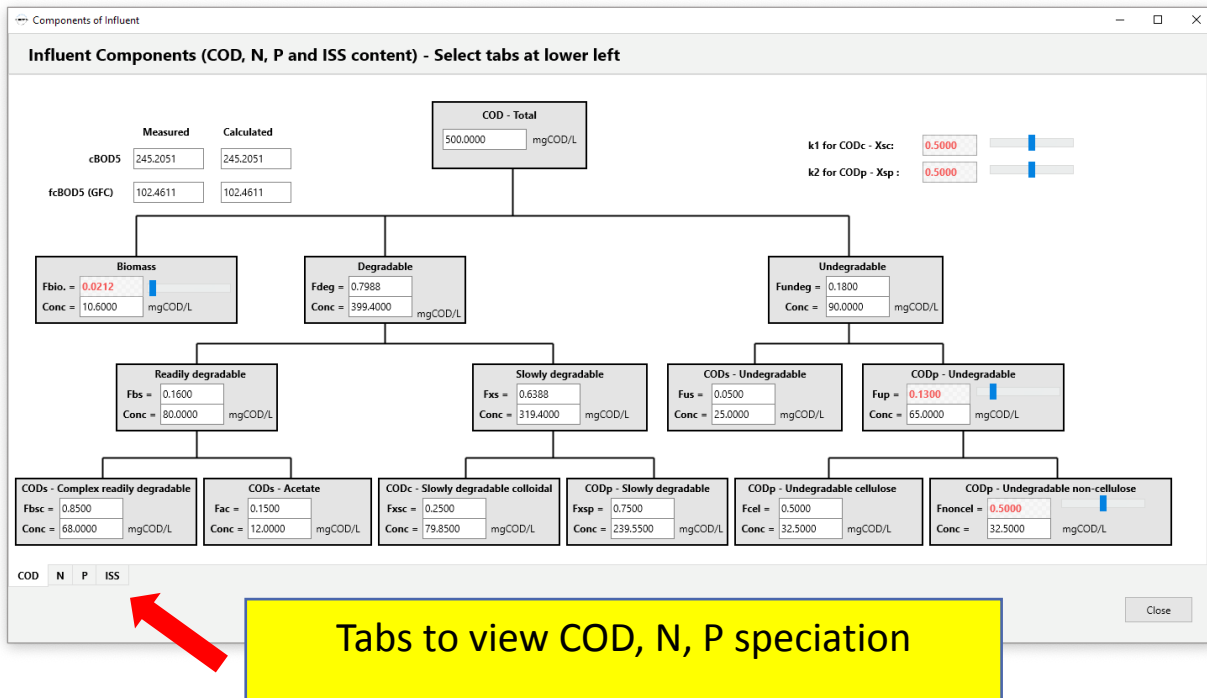 Components of Influent
Influent Components (COD, N, P and ISS content) - Select tabs at lower left
COD - Total
500.0000 mgCOD/L
Measured Calculated
cBOD5 245.2051 245.2051
fcBOD5 (GFC) 102.4611 102.4611
k1 for CODc - Xsc: 0.5000
k2 for CODp - Xsp : 0.5000
Biomass
Fbio. = 0.0212
Conc = 10.6000 mgCOD/L
Degradable
Fdeg = 0.7988
Conc = 399.4000 mgCOD/L
Undegradable
Fundeg = 0.1800
Conc = 90.0000 mgCOD/L
Readily degradable
Fbs = 0.1600
Conc = 80.0000 mgCOD/L
Slowly degradable
Fxs = 0.6388
Conc = 319.4000 mgCOD/L
CODs - Undegradable
Fus = 0.0500
Conc = 25.0000 mgCOD/L
CODp - Undegradable
Fup = 0.1300
Conc = 65.0000 mgCOD/L
CODs - Complex readily degradable
Fbsc = 0.8500
Conc = 68.0000 mgCOD/L
CODs - Acetate
Fac = 0.1500
Conc = 12.0000 mgCOD/L
CODc - Slowly degradable colloidal
Fxsc = 0.2500
Conc = 79.8500 mgCOD/L
CODp - Slowly degradable
Fxsp = 0.7500
Conc = 239.5500 mgCOD/L
CODp - Undegradable cellulose
Fcel = 0.5000
Conc = 32.5000 mgCOD/L
CODp - Undegradable non-cellulose
Fnoncel = 0.5000
Conc = 32.5000 mgCOD/L
COD N P ISS
Close
Tabs to view COD, N, P speciation